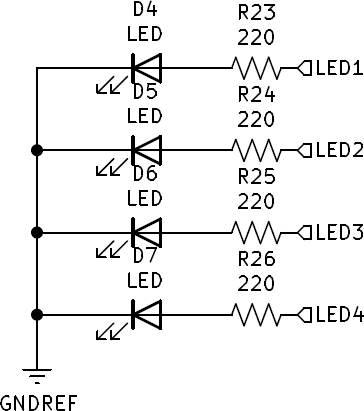 D4
LED
R23
220
LED1
D5
LED
R24
220
LED2
D6
LED
R25
220
LED3
D7
LED
R26
220
LED4
GNDREF